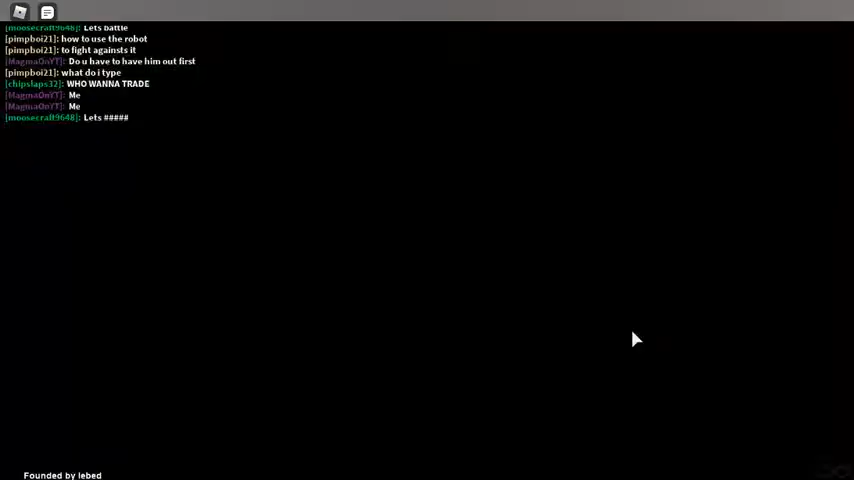 [moosecraft9648]: Lets battle
[pimpboi21]: how to use the robot
[pimpboi21]: to fight againsts it
[MagmaOnYT]: Do u have to have him out first
[pimpboi21]: what do i type
[chipslaps32]: WHO WANNA TRADE
[MagmaOnYT]: Me
[MagmaOnYT]: Me
[moosecraft9648]: Lets #####
Founded by lebed